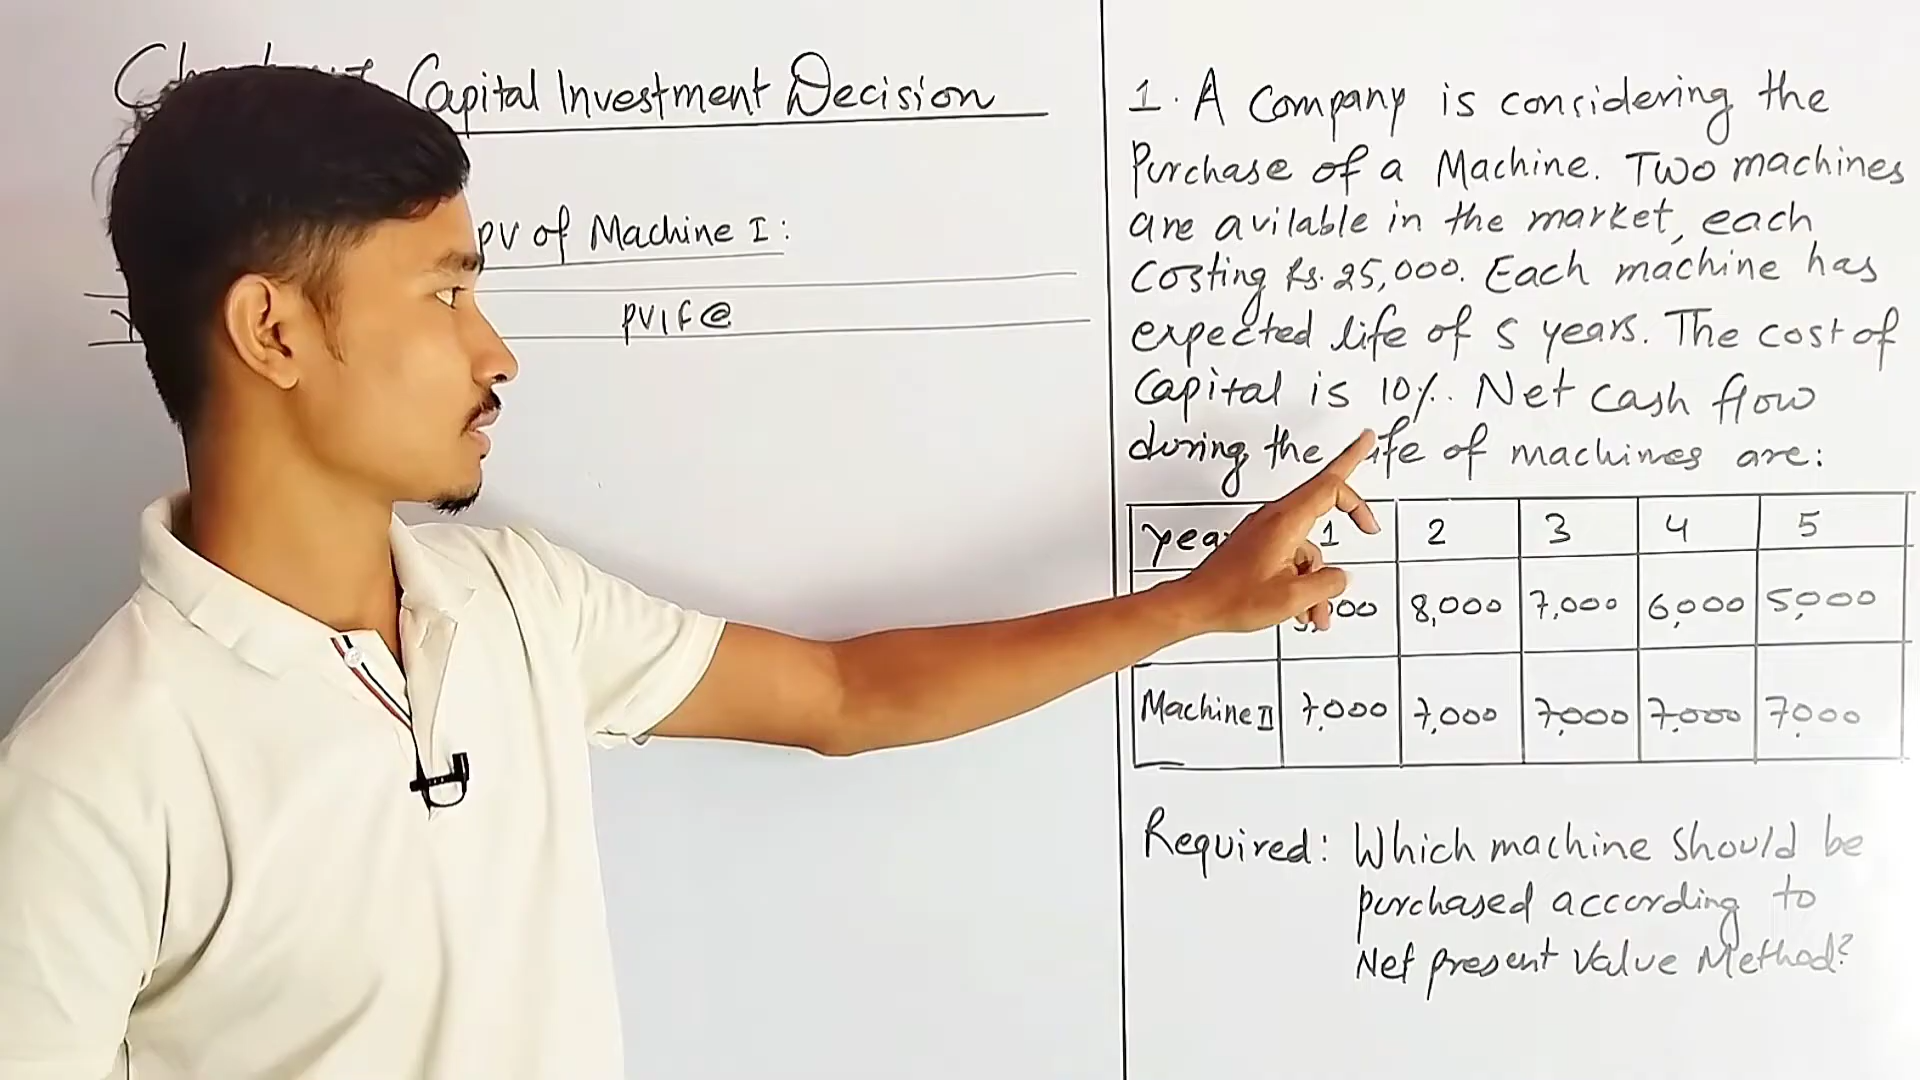 Capital Investment Decision
PV of Machine I:
PVIF@
1. A Company is considering the
Purchase of a Machine. Two machines
are avilable in the market, each
Costing Rs. 25,000. Each machine has
expected life of 5 years. The cost of
Capital is 10%. Net cash flow
during the life of machines are:
1 2 3 4 5
8,000 7,000 6,000 5,000
Machine II 7,000 7,000 7,000 7,000 7,000
Required: Which machine should be
purchased according to
Net present Value Method?